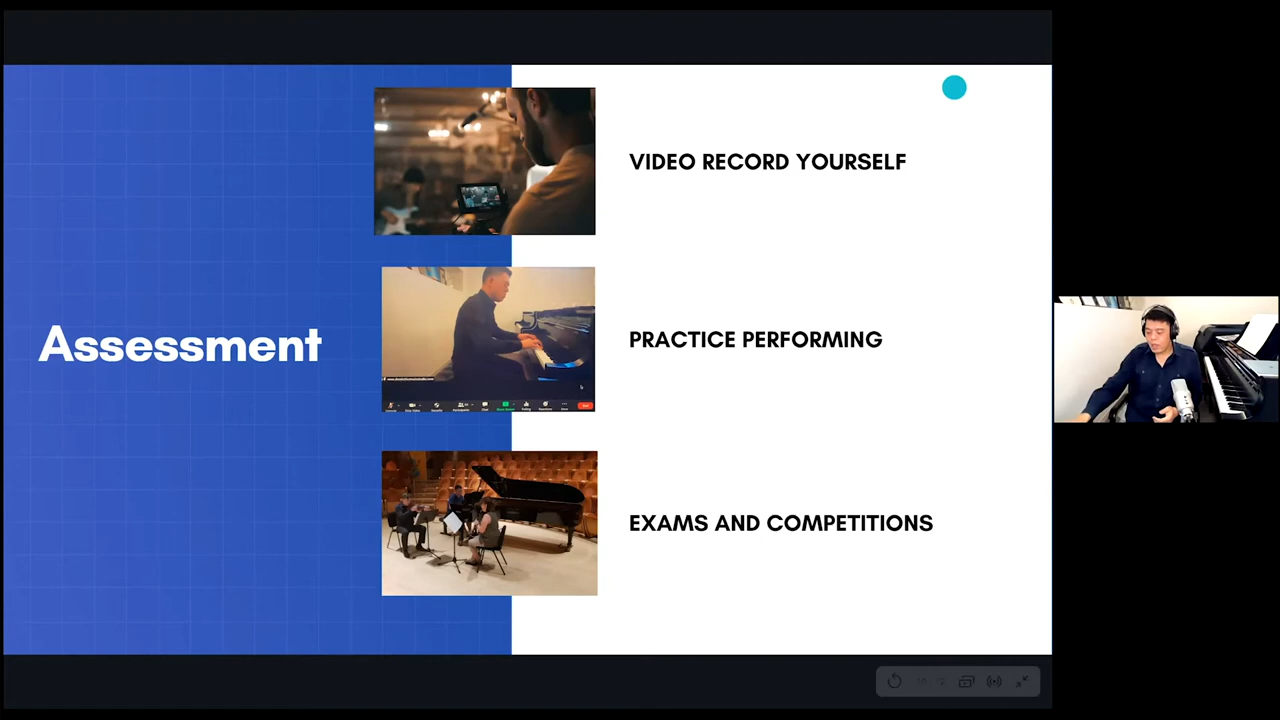 Assessment
VIDEO RECORD YOURSELF
PRACTICE PERFORMING
EXAMS AND COMPETITIONS